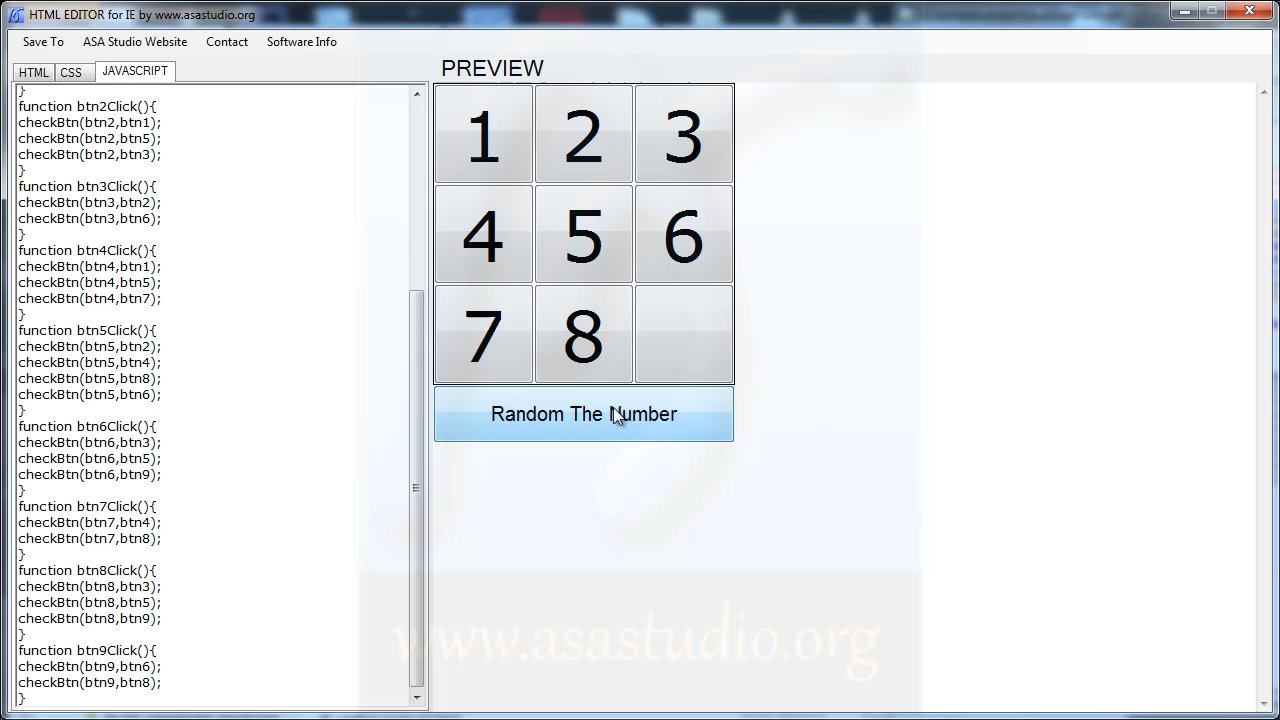 HTML EDITOR for IE by www.asastudio.org
Save To
ASA Studio Website
Contact
Software Info
HTML
CSS
JAVASCRIPT
PREVIEW
}
function btn2Click(){
checkBtn(btn2,btn1);
checkBtn(btn2,btn5);
checkBtn(btn2,btn3);
}
function btn3Click(){
checkBtn(btn3,btn2);
checkBtn(btn3,btn6);
}
function btn4Click(){
checkBtn(btn4,btn1);
checkBtn(btn4,btn5);
checkBtn(btn4,btn7);
}
function btn5Click(){
checkBtn(btn5,btn2);
checkBtn(btn5,btn4);
checkBtn(btn5,btn8);
checkBtn(btn5,btn6);
}
function btn6Click(){
checkBtn(btn6,btn3);
checkBtn(btn6,btn5);
checkBtn(btn6,btn9);
}
function btn7Click(){
checkBtn(btn7,btn4);
checkBtn(btn7,btn8);
}
function btn8Click(){
checkBtn(btn8,btn3);
checkBtn(btn8,btn5);
checkBtn(btn8,btn9);
}
function btn9Click(){
checkBtn(btn9,btn6);
checkBtn(btn9,btn8);
}
1 2 3
4 5 6
7 8
Random The Number
www.asastudio.org